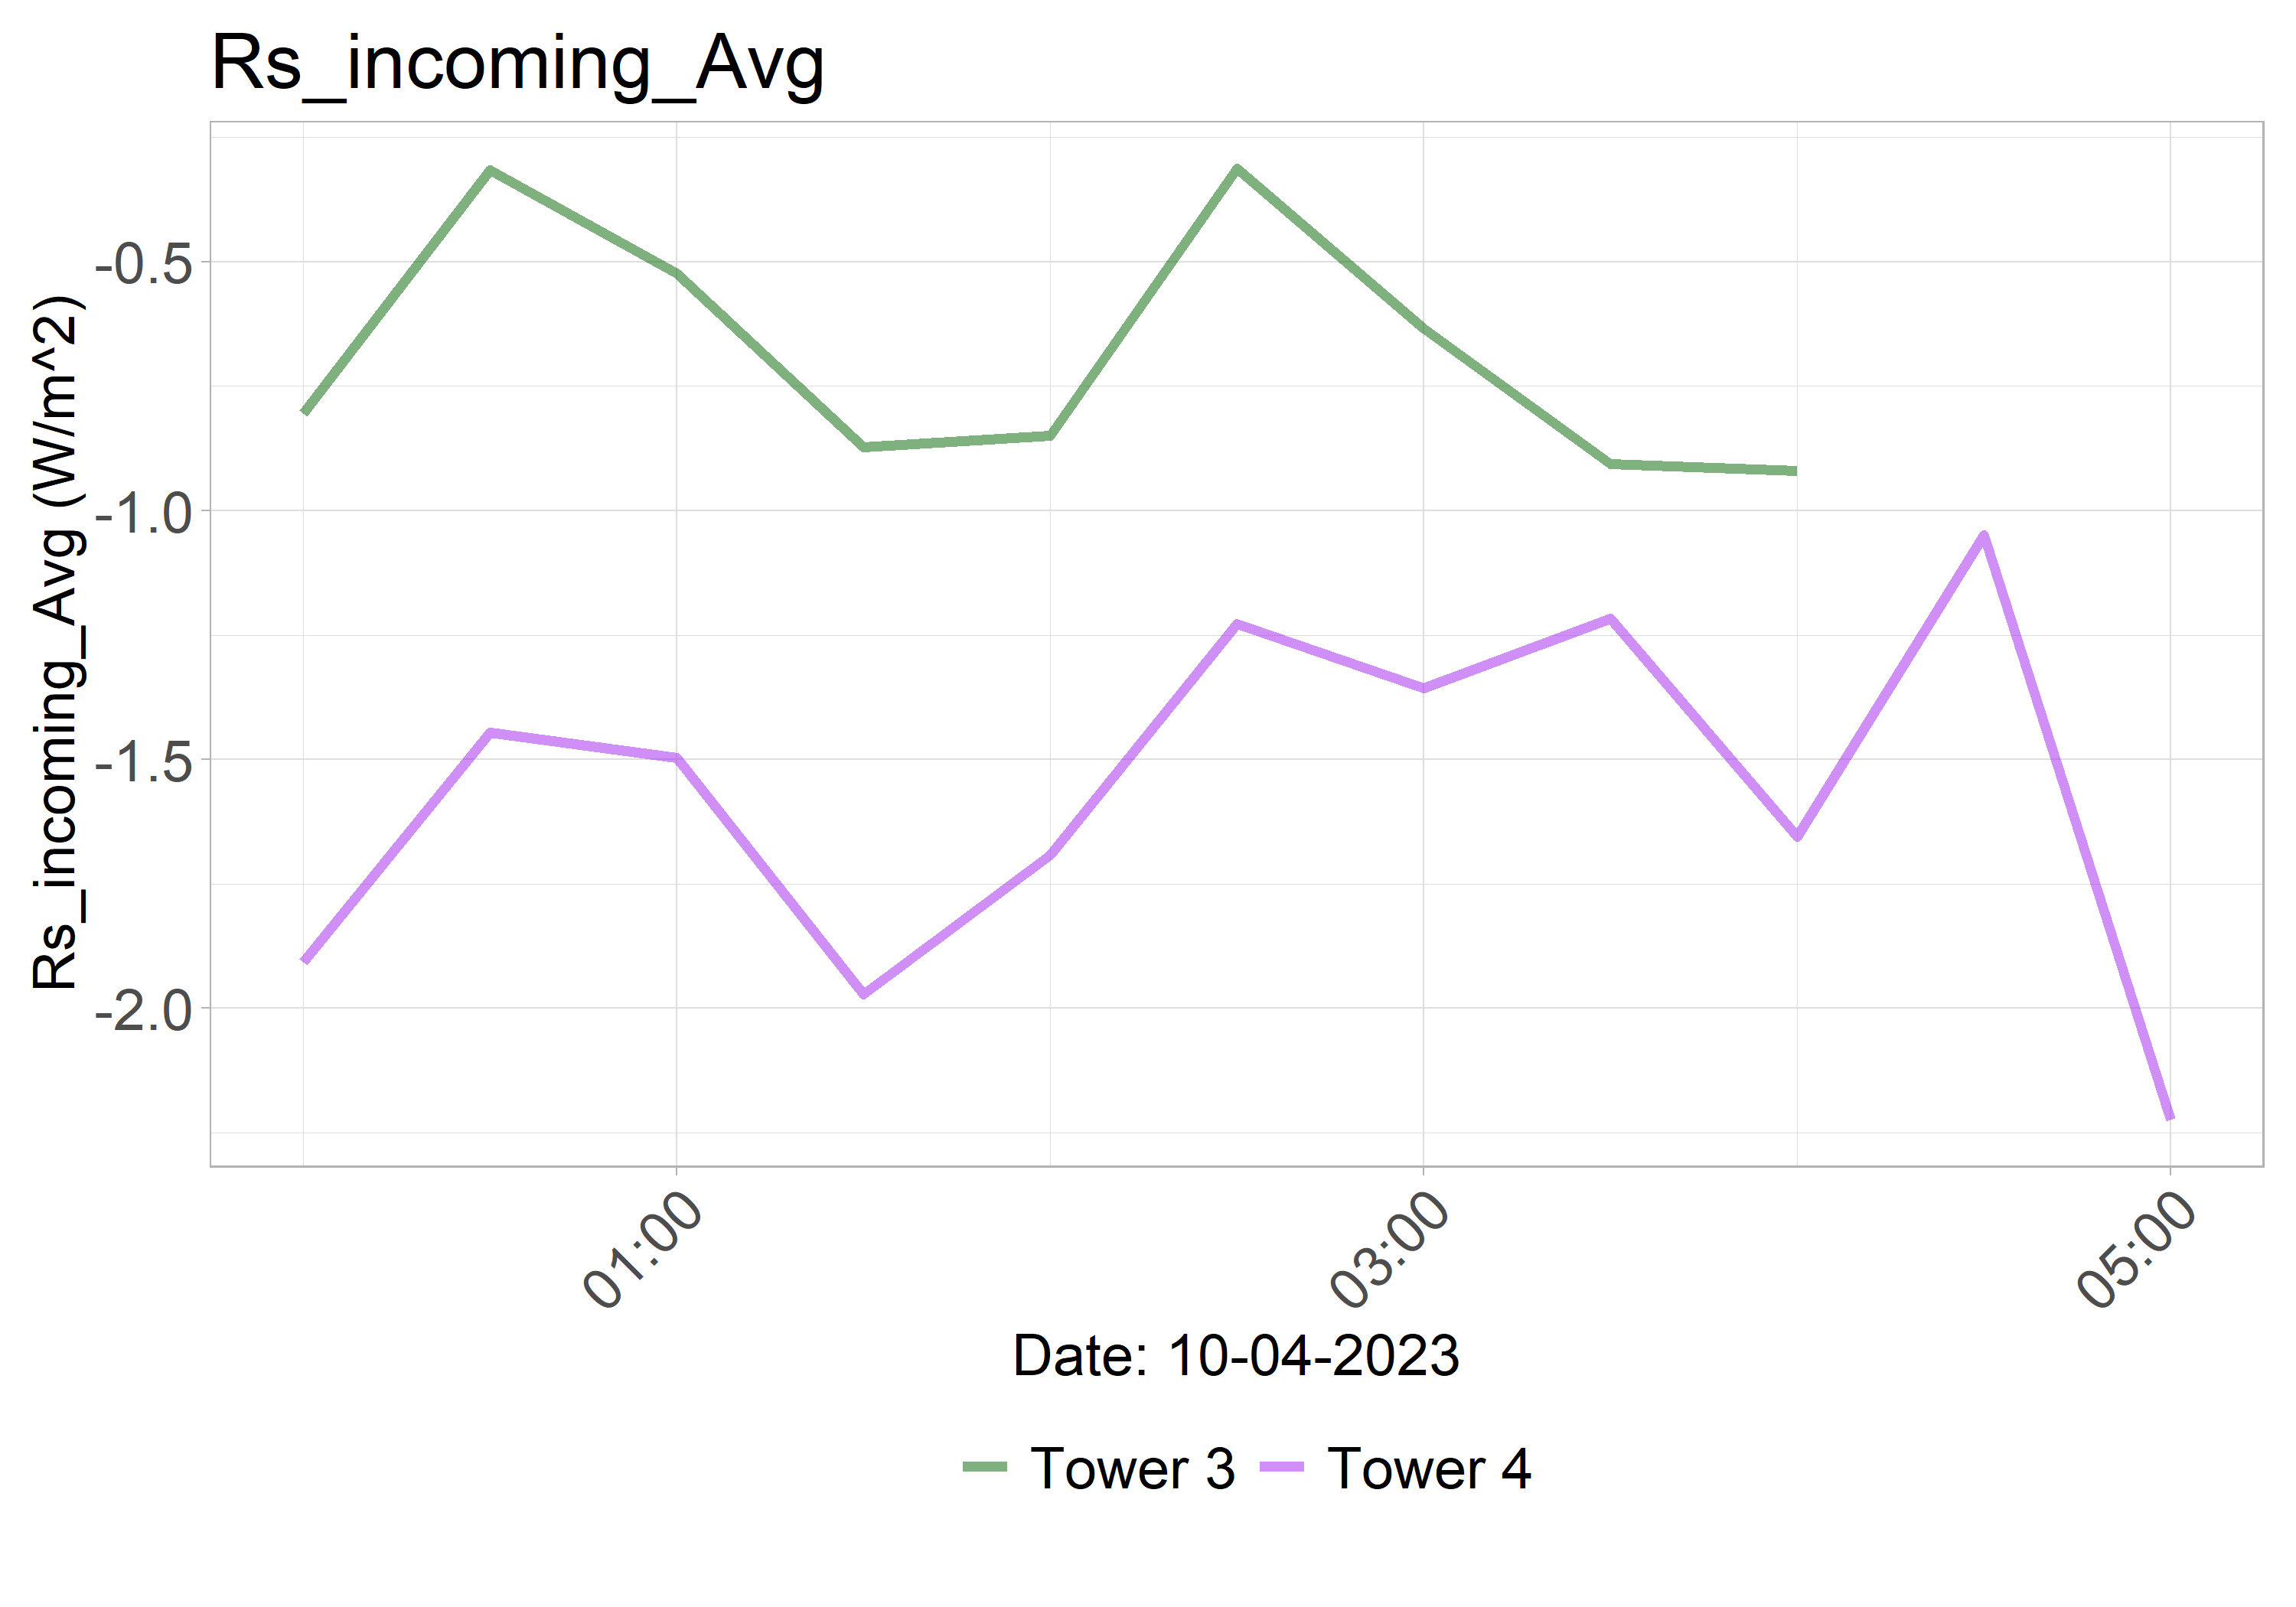 Rs_incoming_Avg
Rs_incoming_Avg (W/m^2)
-0.5
-1.0
-1.5
-2.0
01:00
03:00
05:00
Date: 10-04-2023
Tower 3
Tower 4